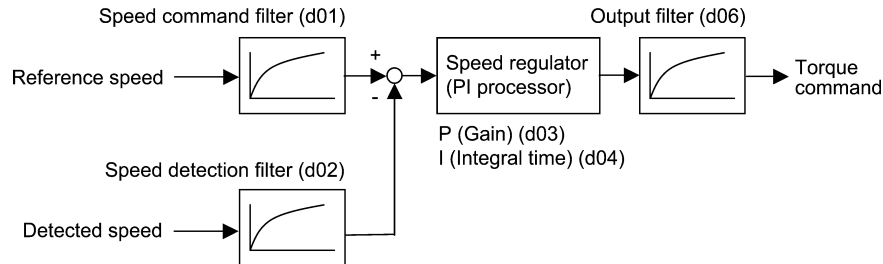 Speed command filter (d01)
Output filter (d06)
+
Reference speed
Speed regulator
(PI processor)
Torque
command
-
P (Gain) (d03)
I (Integral time) (d04)
Speed detection filter (d02)
Detected speed